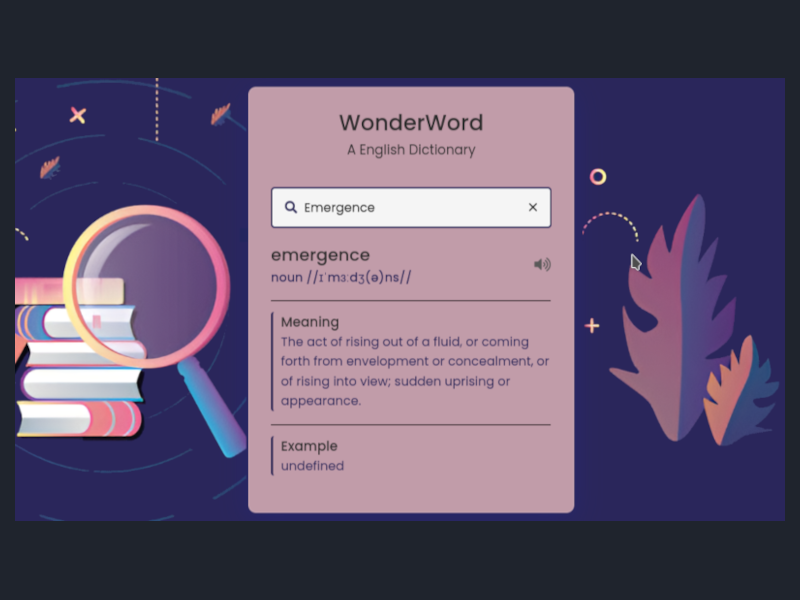 WonderWord
A English Dictionary
Emergence
emergence
noun //ɪˈmɜːdʒ(ə)ns//
Meaning
The act of rising out of a fluid, or coming
forth from envelopment or concealment, or
of rising into view; sudden uprising or
appearance.
Example
undefined